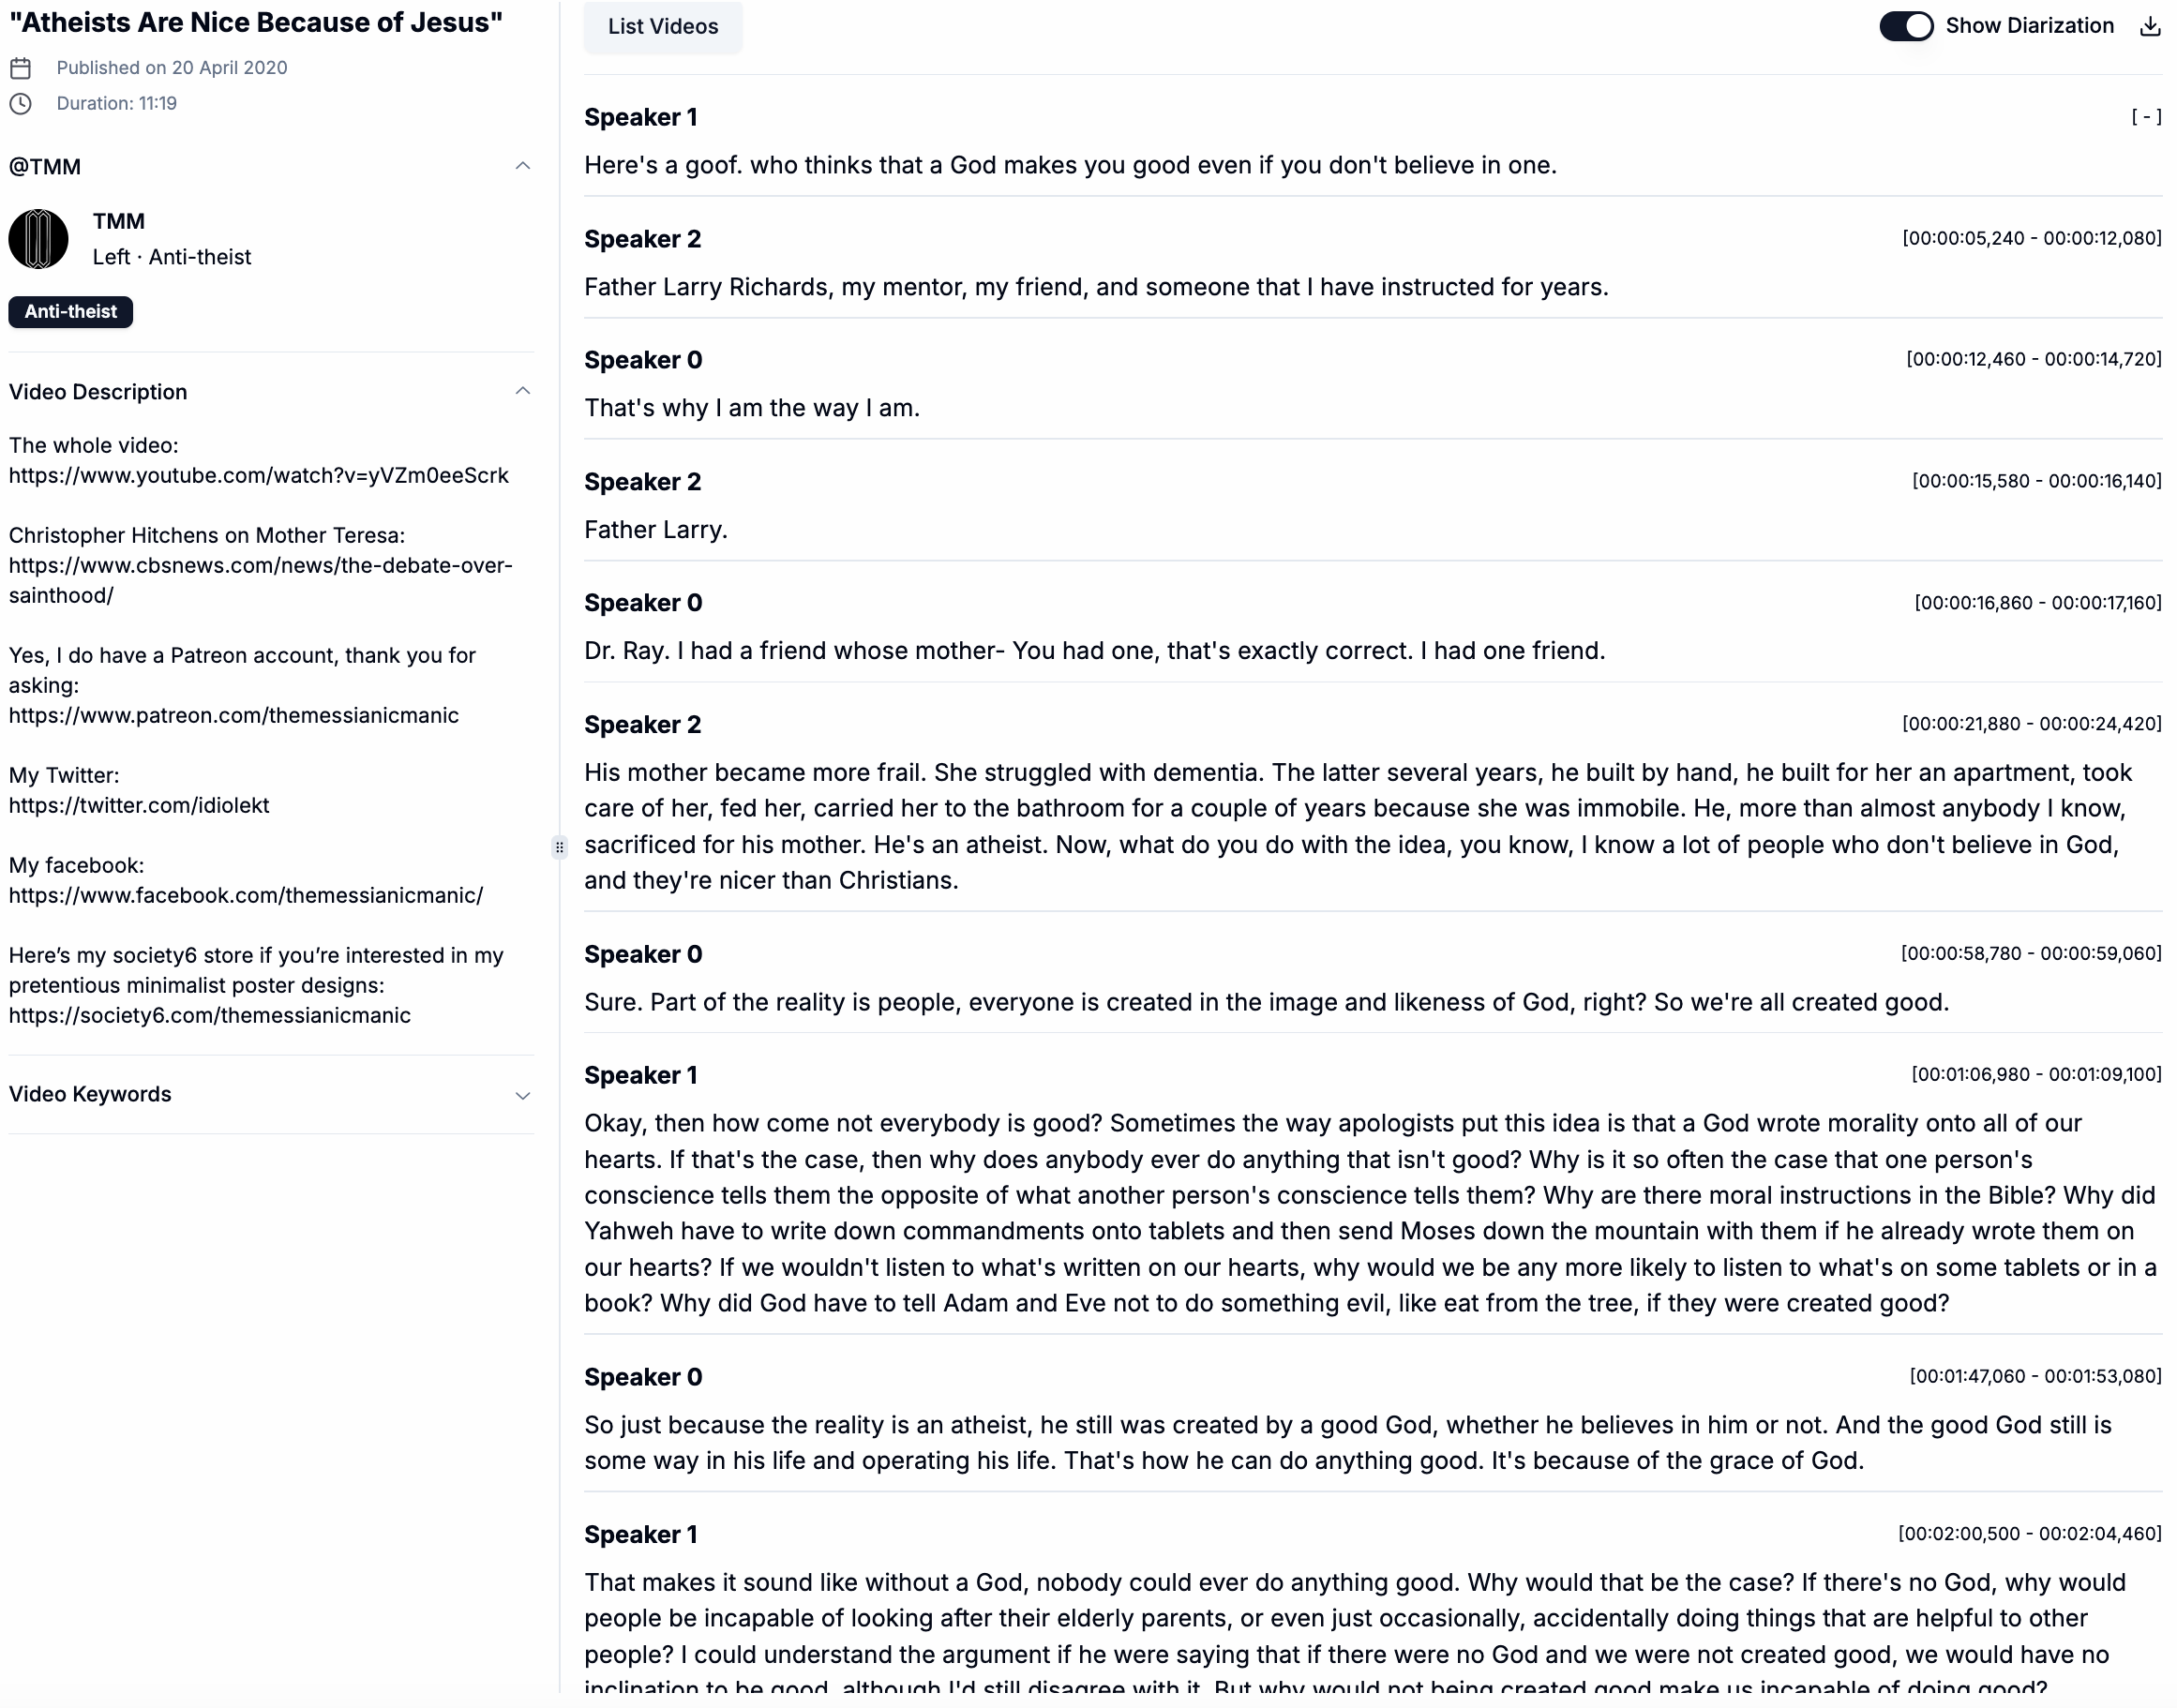 "Atheists Are Nice Because of Jesus"
Published on 20 April 2020
Duration: 11:19
@TMM
TMM
Left · Anti-theist
Anti-theist
Video Description
The whole video:
https://www.youtube.com/watch?v=yVZm0eeScrk
Christopher Hitchens on Mother Teresa:
https://www.cbsnews.com/news/the-debate-over-
sainthood/
Yes, I do have a Patreon account, thank you for
asking:
https://www.patreon.com/themessianicmanic
My Twitter:
https://twitter.com/idiolekt
My facebook:
https://www.facebook.com/themessianicmanic/
Here’s my society6 store if you’re interested in my
pretentious minimalist poster designs:
https://society6.com/themessianicmanic
Video Keywords
List Videos
Show Diarization
Speaker 1
[ - ]
Here's a goof. who thinks that a God makes you good even if you don't believe in one.
Speaker 2
[00:00:05,240 - 00:00:12,080]
Father Larry Richards, my mentor, my friend, and someone that I have instructed for years.
Speaker 0
[00:00:12,460 - 00:00:14,720]
That's why I am the way I am.
Speaker 2
[00:00:15,580 - 00:00:16,140]
Father Larry.
Speaker 0
[00:00:16,860 - 00:00:17,160]
Dr. Ray. I had a friend whose mother- You had one, that's exactly correct. I had one friend.
Speaker 2
[00:00:21,880 - 00:00:24,420]
His mother became more frail. She struggled with dementia. The latter several years, he built by hand, he built for her an apartment, took
care of her, fed her, carried her to the bathroom for a couple of years because she was immobile. He, more than almost anybody I know,
sacrificed for his mother. He's an atheist. Now, what do you do with the idea, you know, I know a lot of people who don't believe in God,
and they're nicer than Christians.
Speaker 0
[00:00:58,780 - 00:00:59,060]
Sure. Part of the reality is people, everyone is created in the image and likeness of God, right? So we're all created good.
Speaker 1
[00:01:06,980 - 00:01:09,100]
Okay, then how come not everybody is good? Sometimes the way apologists put this idea is that a God wrote morality onto all of our
hearts. If that's the case, then why does anybody ever do anything that isn't good? Why is it so often the case that one person's
conscience tells them the opposite of what another person's conscience tells them? Why are there moral instructions in the Bible? Why did
Yahweh have to write down commandments onto tablets and then send Moses down the mountain with them if he already wrote them on
our hearts? If we wouldn't listen to what's written on our hearts, why would we be any more likely to listen to what's on some tablets or in a
book? Why did God have to tell Adam and Eve not to do something evil, like eat from the tree, if they were created good?
Speaker 0
[00:01:47,060 - 00:01:53,080]
So just because the reality is an atheist, he still was created by a good God, whether he believes in him or not. And the good God still is
some way in his life and operating his life. That's how he can do anything good. It's because of the grace of God.
Speaker 1
[00:02:00,500 - 00:02:04,460]
That makes it sound like without a God, nobody could ever do anything good. Why would that be the case? If there's no God, why would
people be incapable of looking after their elderly parents, or even just occasionally, accidentally doing things that are helpful to other
people? I could understand the argument if he were saying that if there were no God and we were not created good, we would have no
inclination to be good, although I'd still disagree with it. But why would not being created good make us incapable of doing good?